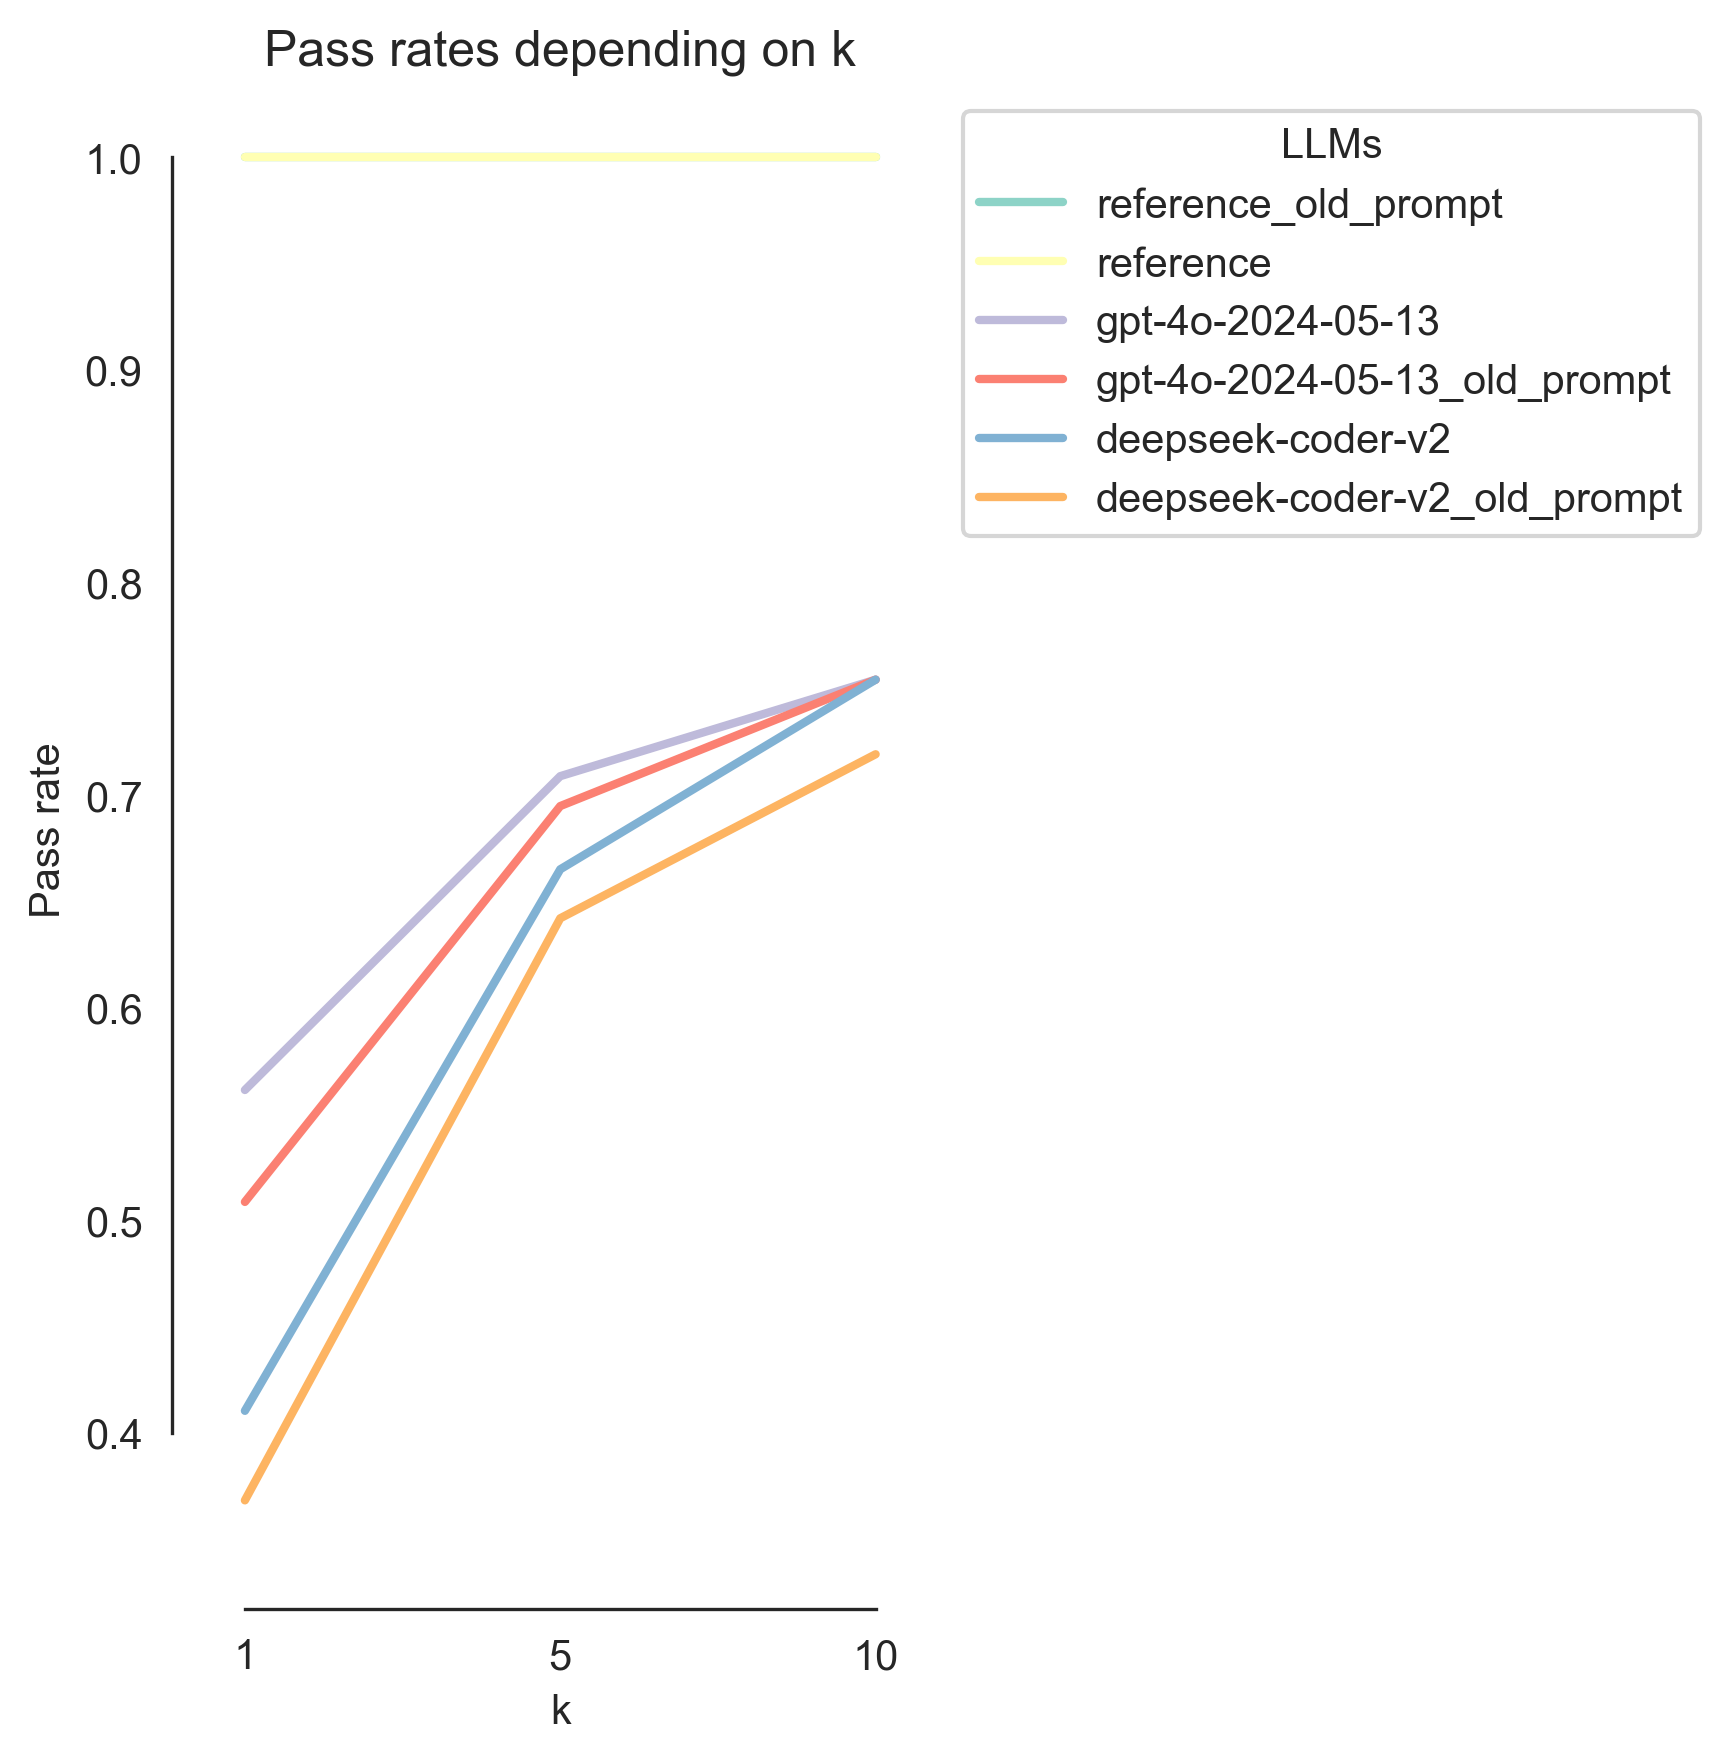 Pass rates depending on k
1.0
0.9
0.8
0.7
0.6
0.5
0.4
Pass rate
1 5 10
k
LLMs
reference_old_prompt
reference
gpt-4o-2024-05-13
gpt-4o-2024-05-13_old_prompt
deepseek-coder-v2
deepseek-coder-v2_old_prompt